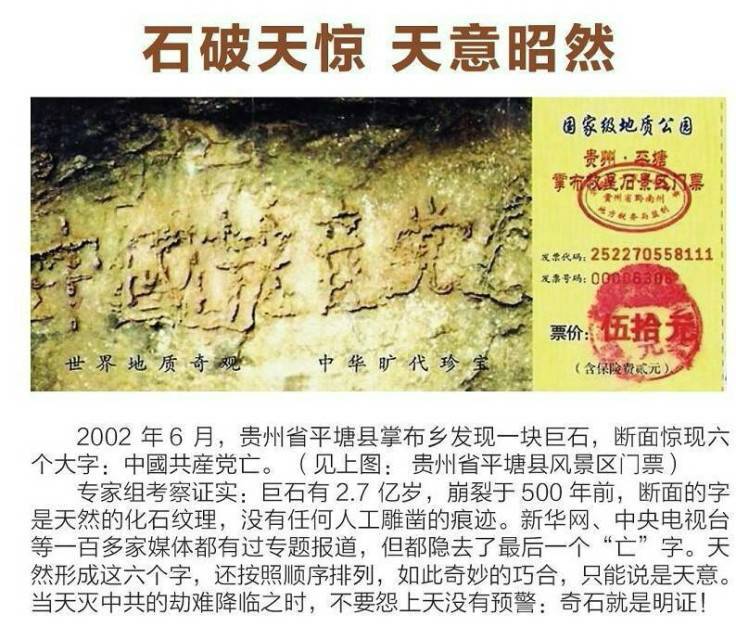 石破天惊 天意昭然
中國共産党
世界地质奇观 中华旷代珍宝
国家级地质公园
贵州·平塘
掌布 石景区门票
贵州省黔南州
地方税务局监制
发票代码：252270558111
发票号码：
票价：伍拾元
（含保险费贰元）
2002 年 6 月，贵州省平塘县掌布乡发现一块巨石，断面惊现六
个大字：中國共産党亡。（ 见上图： 贵州省平塘县风景区门票 ）
专家组考察证实：巨石有 2.7 亿岁，崩裂于 500 年前，断面的字
是天然的化石纹理，没有任何人工雕凿的痕迹。新华网、中央电视台
等一百多家媒体都有过专题报道，但都隐去了最后一个“亡”字。天
然形成这六个字，还按照顺序排列，如此奇妙的巧合，只能说是天意。
当天灭中共的劫难降临之时，不要怨上天没有预警：奇石就是明证！